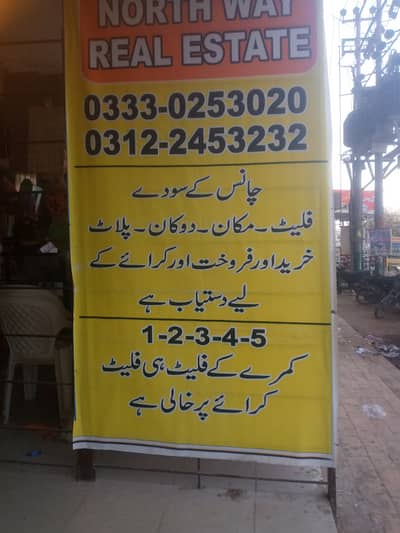 NORTH WAY
REAL ESTATE
0333-0253020
0312-2453232
چانس کے سودے
فلیٹ۔ مکان۔ دوکان۔ پلاٹ
خرید اور فروخت اور کرائے کے
لیے دستیاب ہے
1-2-3-4-5
کمرے کے فلیٹ ہی فلیٹ
کرائے پر خالی ہے